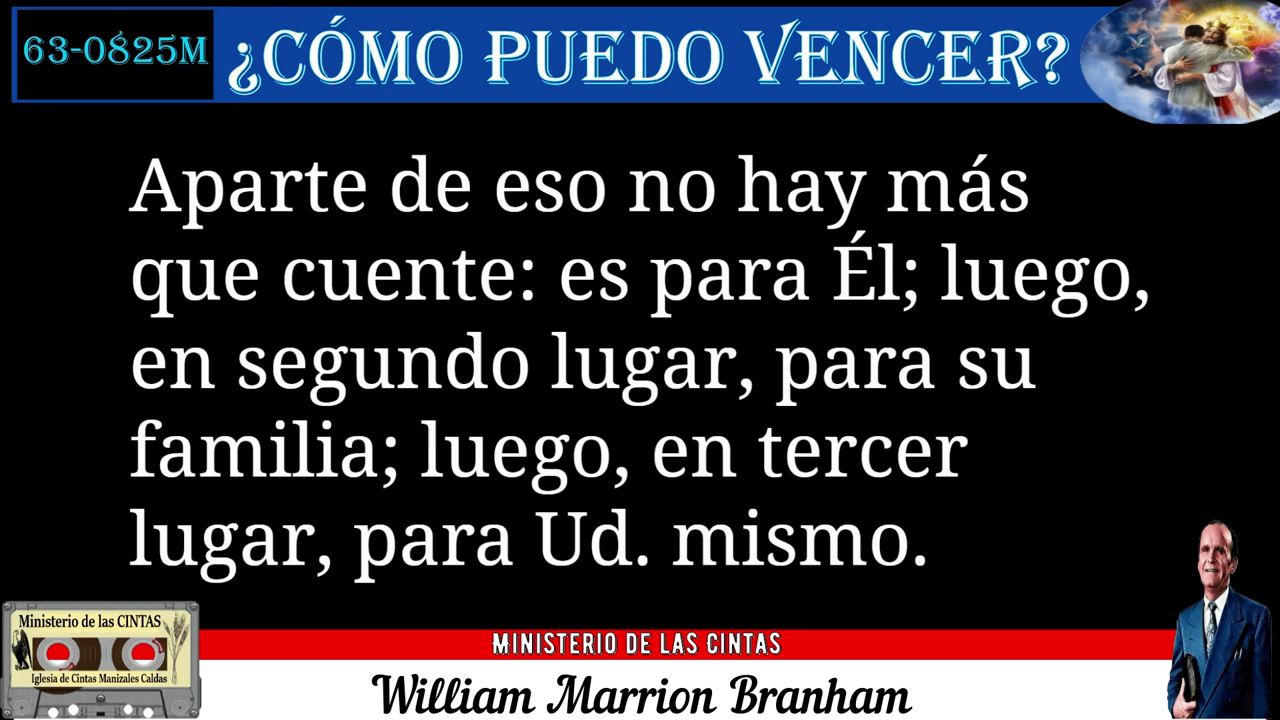 63-0825M
¿CÓMO PUEDO VENCER?
Aparte de eso no hay más
que cuente: es para Él; luego,
en segundo lugar, para su
familia; luego, en tercer
lugar, para Ud. mismo.
Ministerio de las CINTAS
Iglesia de Cintas Manizales Caldas
MINISTERIO DE LAS CINTAS
William Marrion Branham